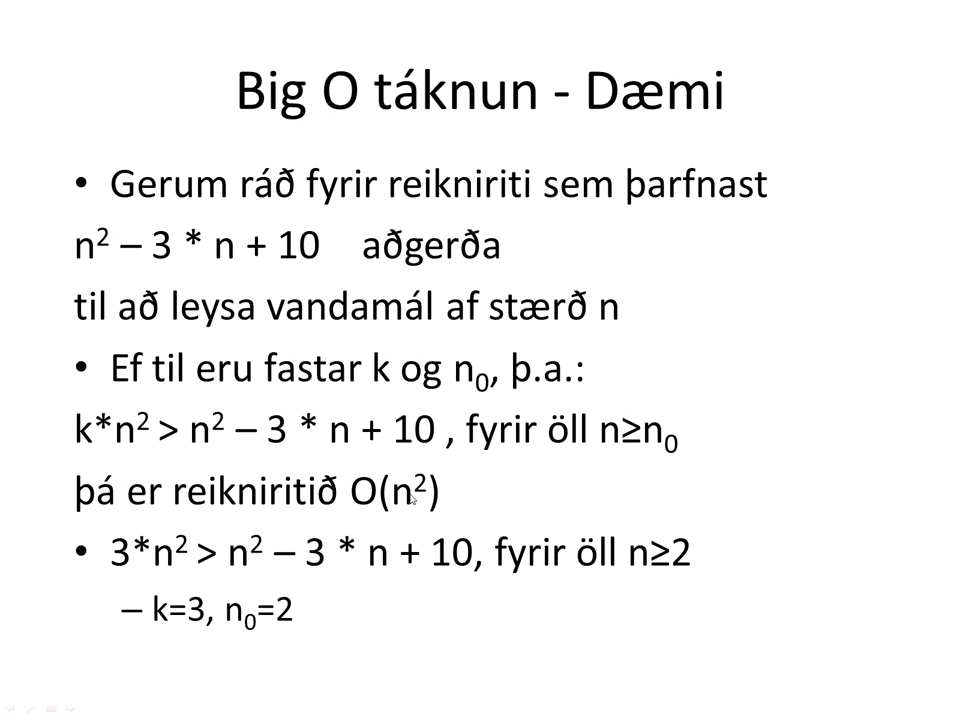 Big O táknun - Dæmi
• Gerum ráð fyrir reikniriti sem þarfnast
n² – 3 * n + 10 aðgerða
til að leysa vandamál af stærð n
• Ef til eru fastar k og n₀, þ.a.:
k*n² > n² – 3 * n + 10 , fyrir öll n≥n₀
þá er reikniritið O(n²)
• 3*n² > n² – 3 * n + 10, fyrir öll n≥2
– k=3, n₀=2